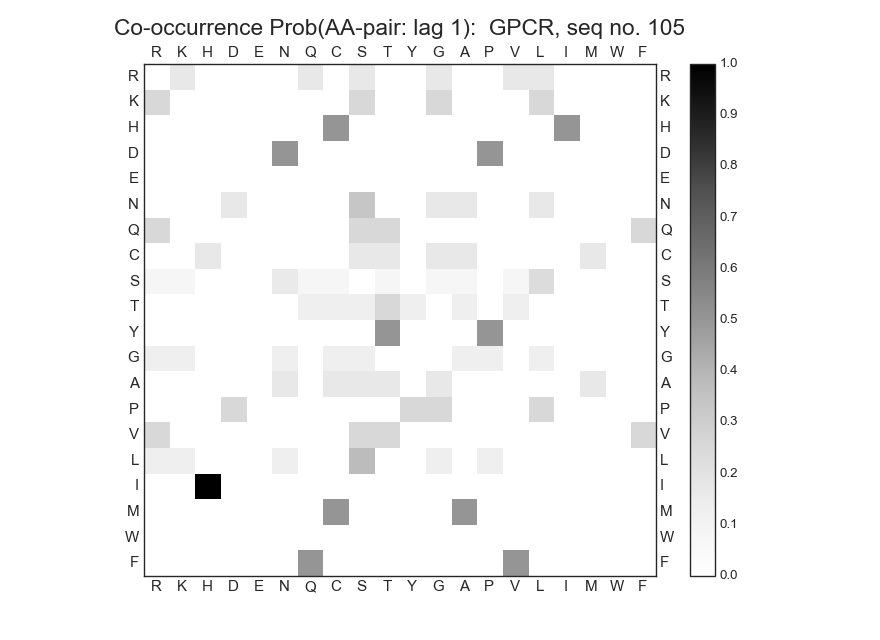 Co-occurrence Prob(AA-pair: lag 1):  GPCR, seq no. 105
R K H D E N Q C S T Y G A P V L I M W F
R R 1.0
K K 0.9
H H
D D 0.8
E E
N N 0.7
Q Q
C C 0.6
S S
T T 0.5
Y Y
G G 0.4
A A
P P 0.3
V V
L L 0.2
I I
M M 0.1
W W
F F 0.0
R K H D E N Q C S T Y G A P V L I M W F